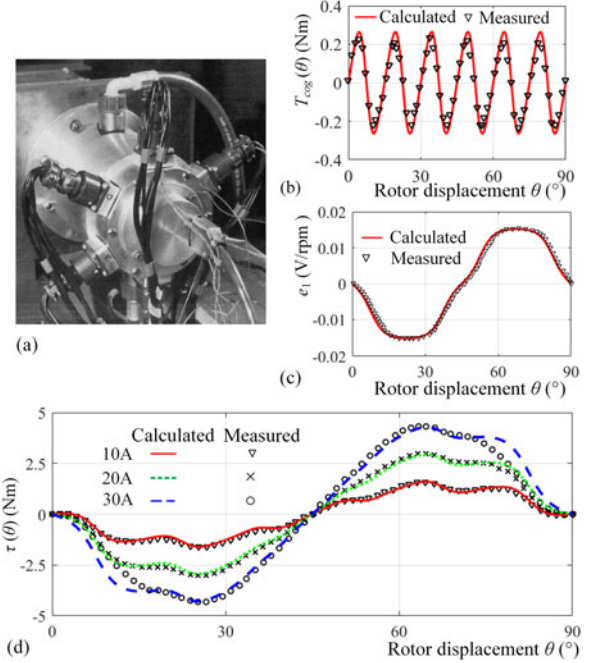 Calculated Measured
0.4
0.2
0
-0.2
-0.4
T_cog (θ) (Nm)
0 30 60 90
(b) Rotor displacement θ (°)
0.02
0.01
0
-0.01
-0.02
e₁ (V/rpm )
Calculated
Measured
0 30 60 90
(a)
(c) Rotor displacement θ (°)
5
2.5
0
-2.5
-5
τ (θ) (Nm)
Calculated Measured
10A
20A
30A
0 30 60 90
(d) Rotor displacement θ (°)